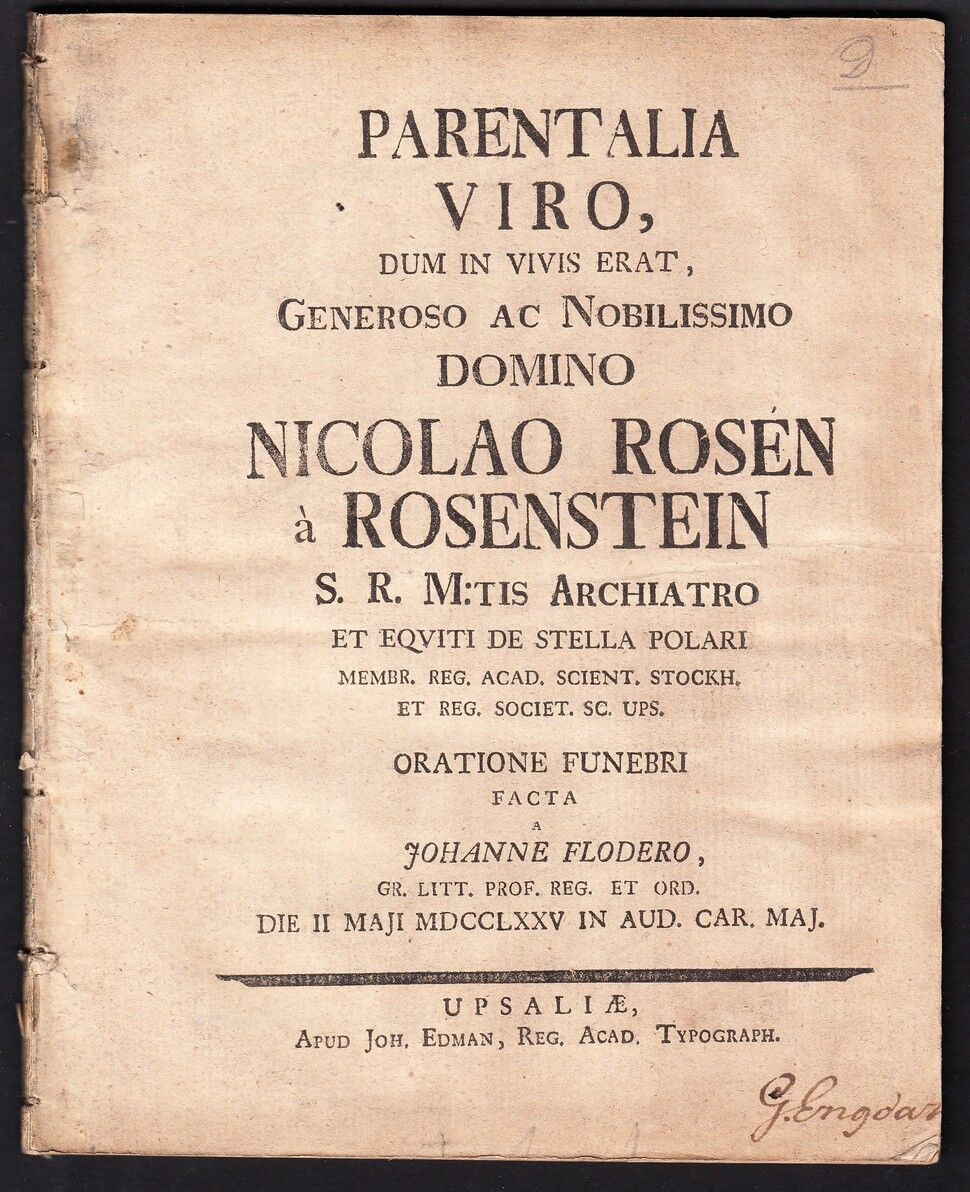 D
PARENTALIA
VIRO,
DUM IN VIVIS ERAT,
GENEROSO AC NOBILISSIMO
DOMINO
NICOLAO ROSÉN
à ROSENSTEIN
S. R. M:TIS ARCHIATRO
ET EQVITI DE STELLA POLARI
MEMBR. REG. ACAD. SCIENT. STOCKH.
ET REG. SOCIET. SC. UPS.
ORATIONE FUNEBRI
FACTA
A
JOHANNE FLODERO,
GR. LITT. PROF. REG. ET ORD.
DIE II MAJI MDCCLXXV IN AUD. CAR. MAJ.
UPSALIÆ,
APUD JOH. EDMAN, REG. ACAD. TYPOGRAPH.
G. Engdar